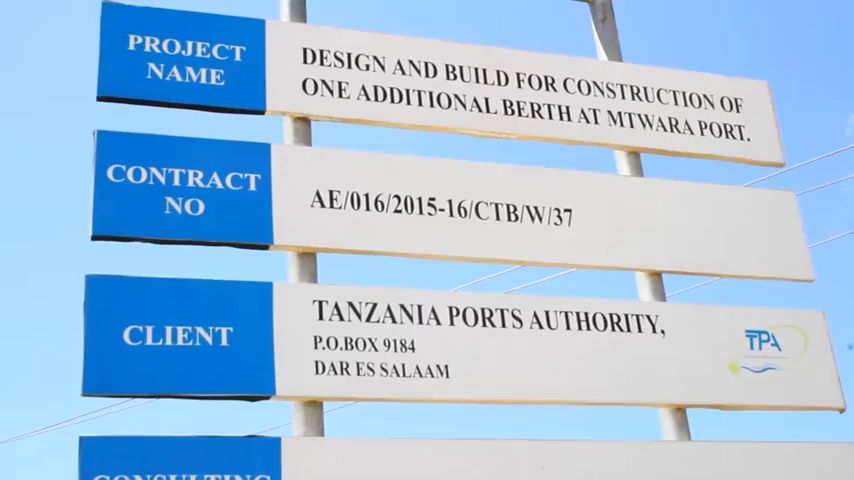 PROJECT
NAME
DESIGN AND BUILD FOR CONSTRUCTION OF
ONE ADDITIONAL BERTH AT MTWARA PORT.
CONTRACT
NO
AE/016/2015-16/CTB/W/37
CLIENT
TANZANIA PORTS AUTHORITY,
P.O.BOX 9184
DAR ES SALAAM
TPA
CONSULTING